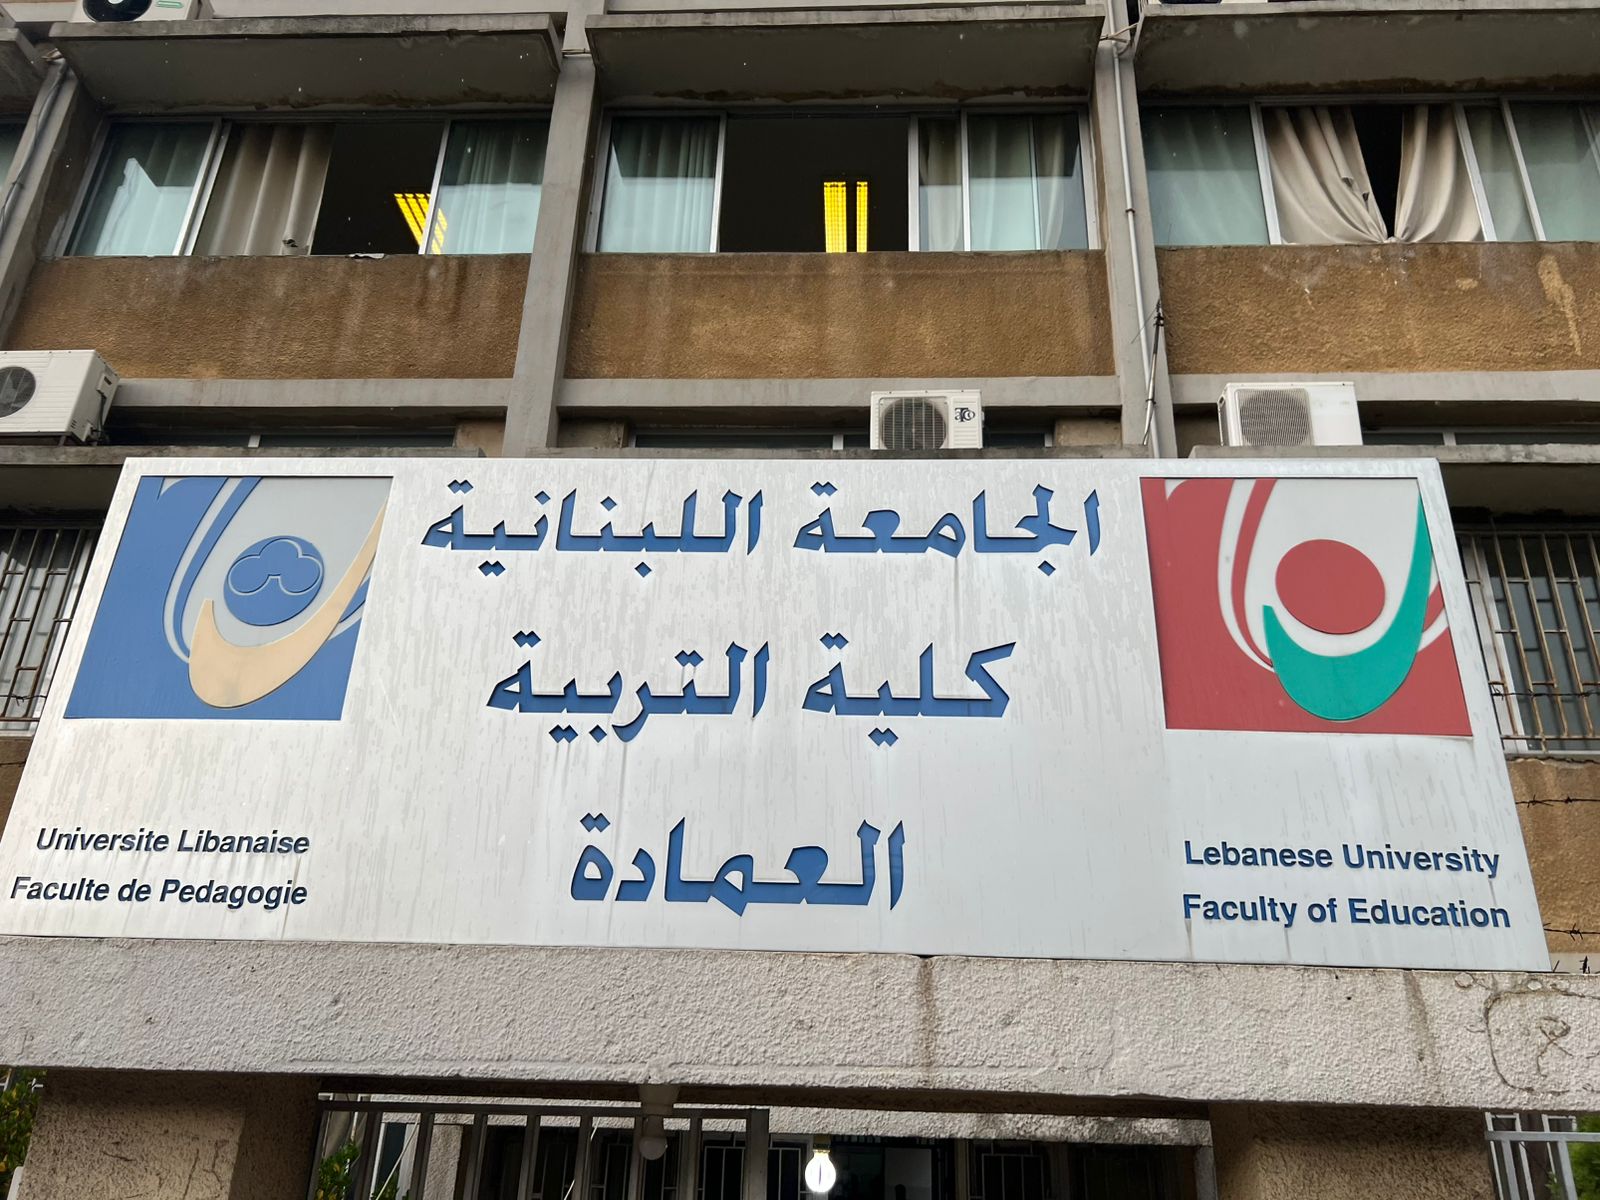 الجامعة اللبنانية
كلية التربية
العمادة
Universite Libanaise
Faculte de Pedagogie
Lebanese University
Faculty of Education